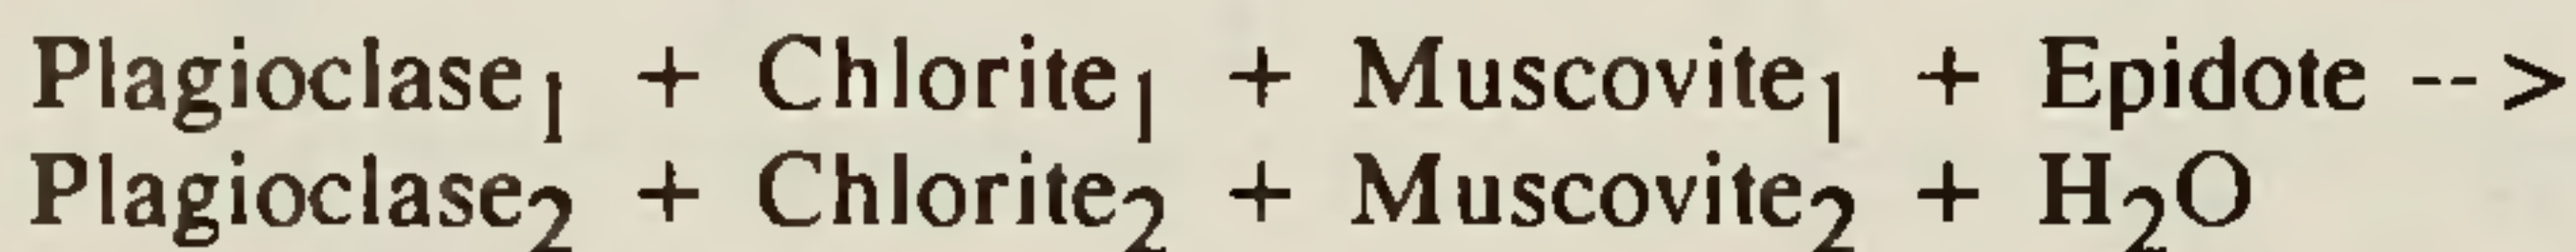 Plagioclase₁ + Chlorite₁ + Muscovite₁ + Epidote -- >
Plagioclase₂ + Chlorite₂ + Muscovite₂ + H₂O